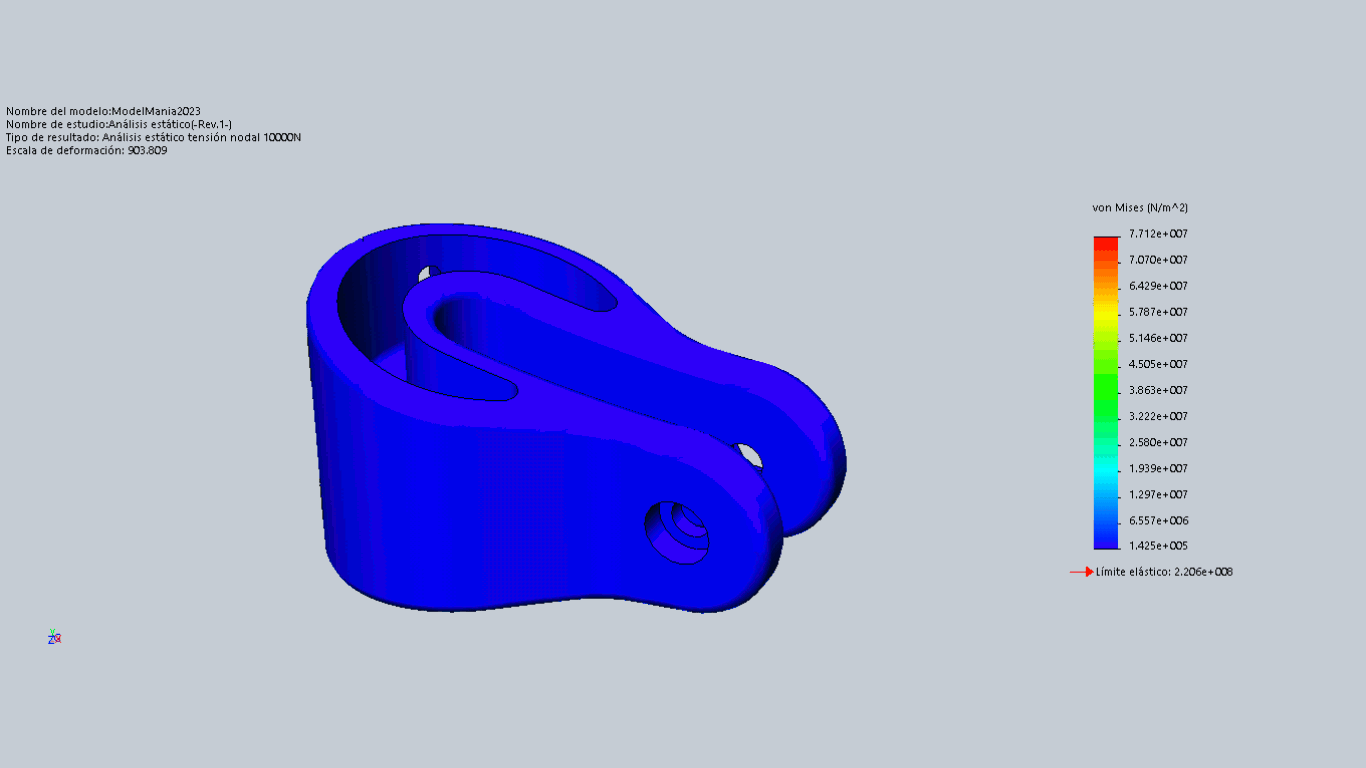 Nombre del modelo:ModelMania2023
Nombre de estudio:Análisis estático(-Rev.1-)
Tipo de resultado: Análisis estático tensión nodal 10000N
Escala de deformación: 903.809
von Mises (N/m^2)
7.712e+007
7.070e+007
6.429e+007
5.787e+007
5.146e+007
4.505e+007
3.863e+007
3.222e+007
2.580e+007
1.939e+007
1.297e+007
6.557e+006
1.425e+005
Límite elástico: 2.206e+008